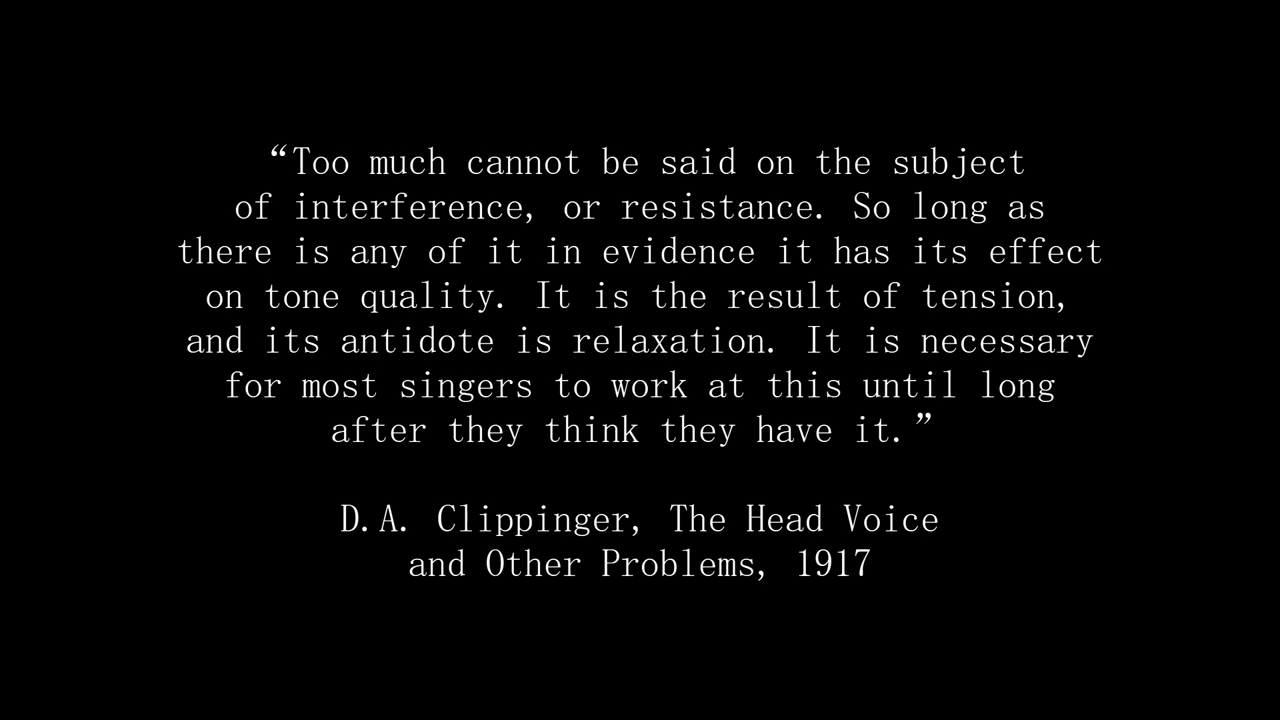 “Too much cannot be said on the subject
of interference, or resistance. So long as
there is any of it in evidence it has its effect
on tone quality. It is the result of tension,
and its antidote is relaxation. It is necessary
for most singers to work at this until long
after they think they have it.”
D.A. Clippinger, The Head Voice
and Other Problems, 1917